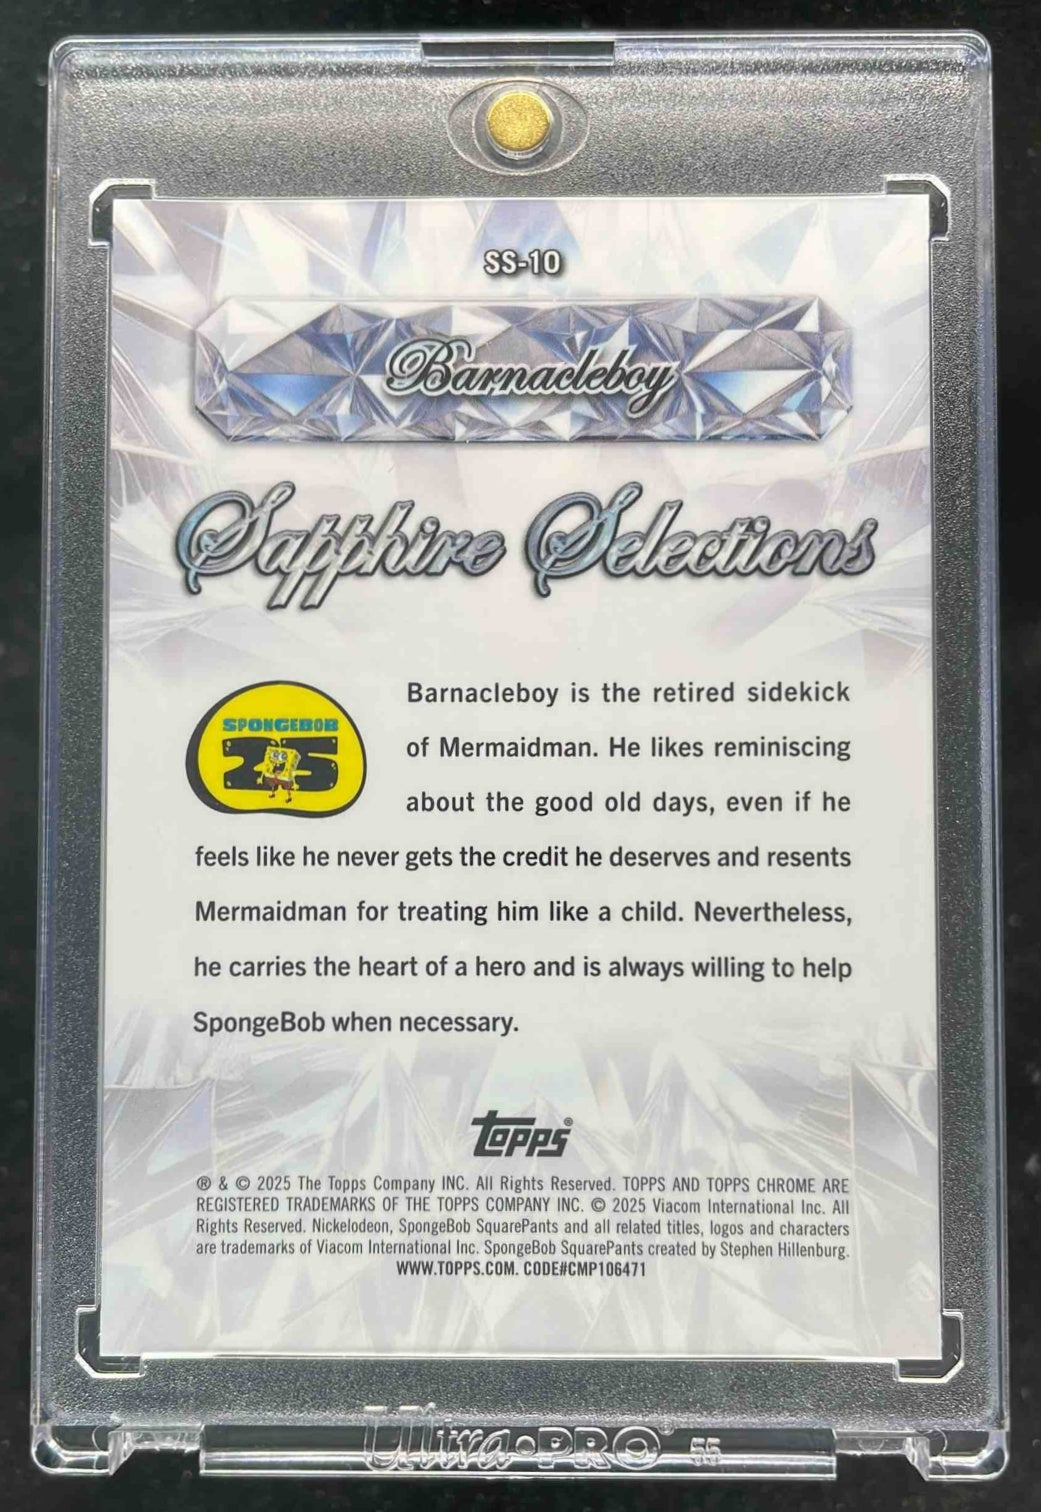 SS-10
Barnacleboy
Sapphire Selections
SPONGEBOB
25
Barnacleboy is the retired sidekick
of Mermaidman. He likes reminiscing
about the good old days, even if he
feels like he never gets the credit he deserves and resents
Mermaidman for treating him like a child. Nevertheless,
he carries the heart of a hero and is always willing to help
SpongeBob when necessary.
Topps®
® & © 2025 The Topps Company INC. All Rights Reserved. TOPPS AND TOPPS CHROME ARE
REGISTERED TRADEMARKS OF THE TOPPS COMPANY INC. © 2025 Viacom International Inc. All
Rights Reserved. Nickelodeon, SpongeBob SquarePants and all related titles, logos and characters
are trademarks of Viacom International Inc. SpongeBob SquarePants created by Stephen Hillenburg.
WWW.TOPPS.COM. CODE#CMP106471
Ultra•PRO® 55